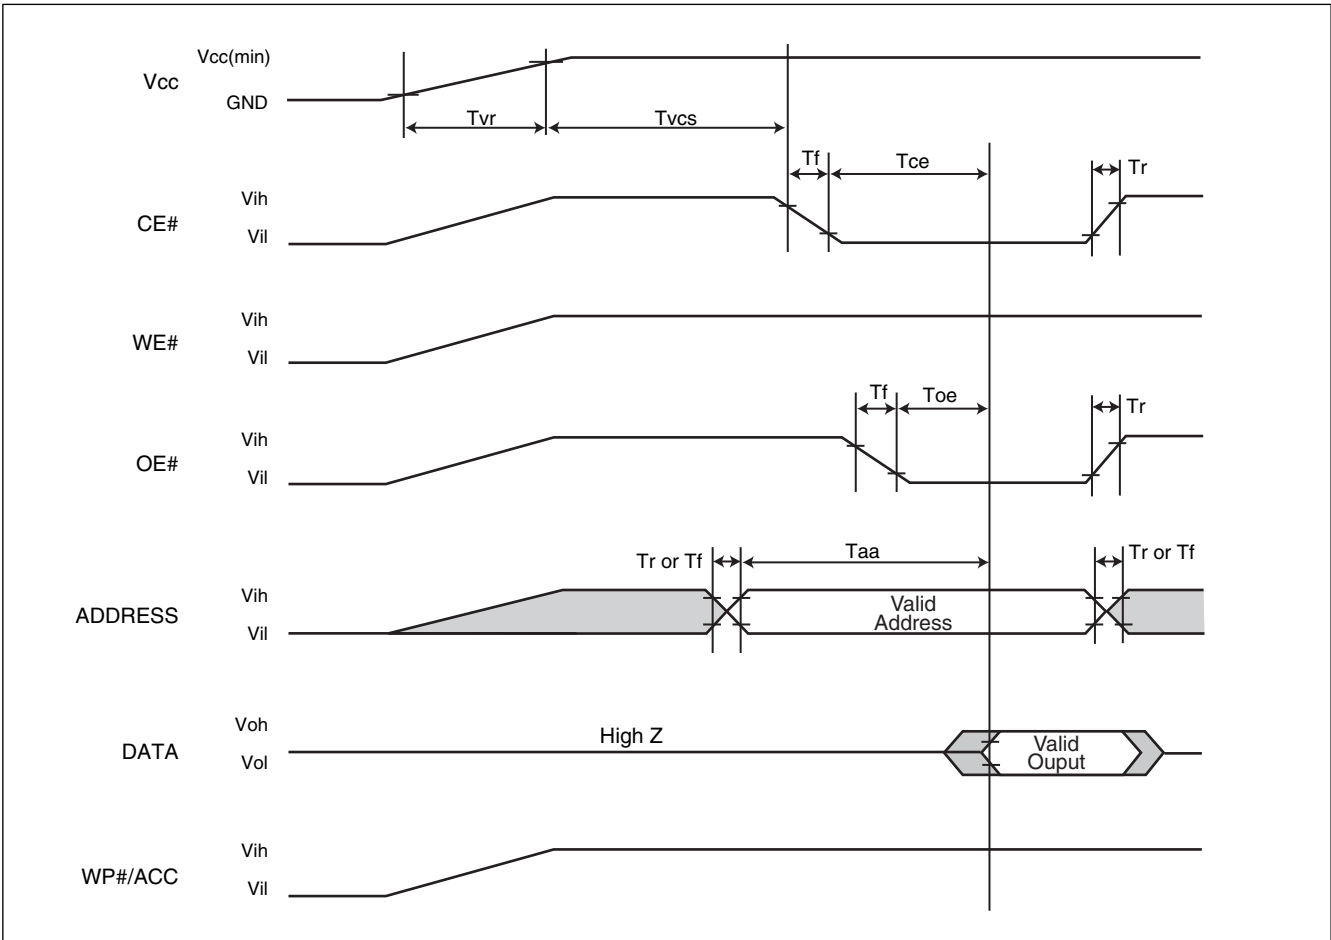 Vcc(min)
Vcc
GND
Tvr
Tvcs
Tf
Tce
Tr
Vih
CE#
Vil
Vih
WE#
Vil
Tf
Toe
Tr
Vih
OE#
Vil
Tr or Tf
Taa
Tr or Tf
Vih
ADDRESS
Vil
Valid
Address
Voh
DATA
Vol
High Z
Valid
Ouput
Vih
WP#/ACC
Vil